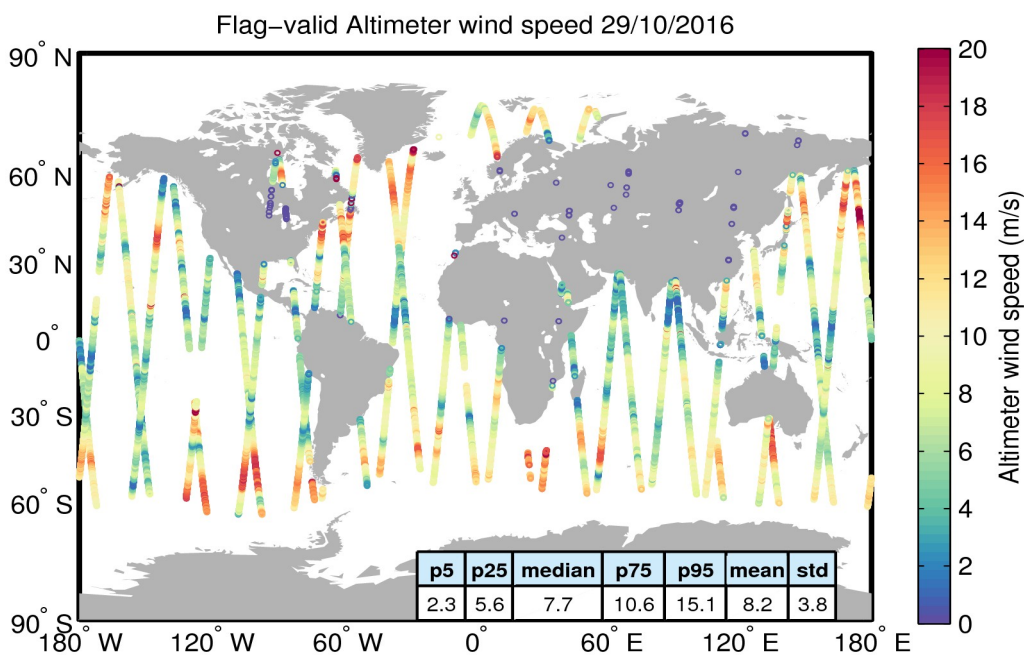 Flag−valid Altimeter wind speed 29/10/2016
90° N
60° N
30° N
0°
30° S
60° S
90° S
180° W
120° W
60° W
0°
60° E
120° E
180° E
p5 p25 median p75 p95 mean std
2.3 5.6 7.7 10.6 15.1 8.2 3.8
20
18
16
14
12
10
8
6
4
2
0
Altimeter wind speed (m/s)